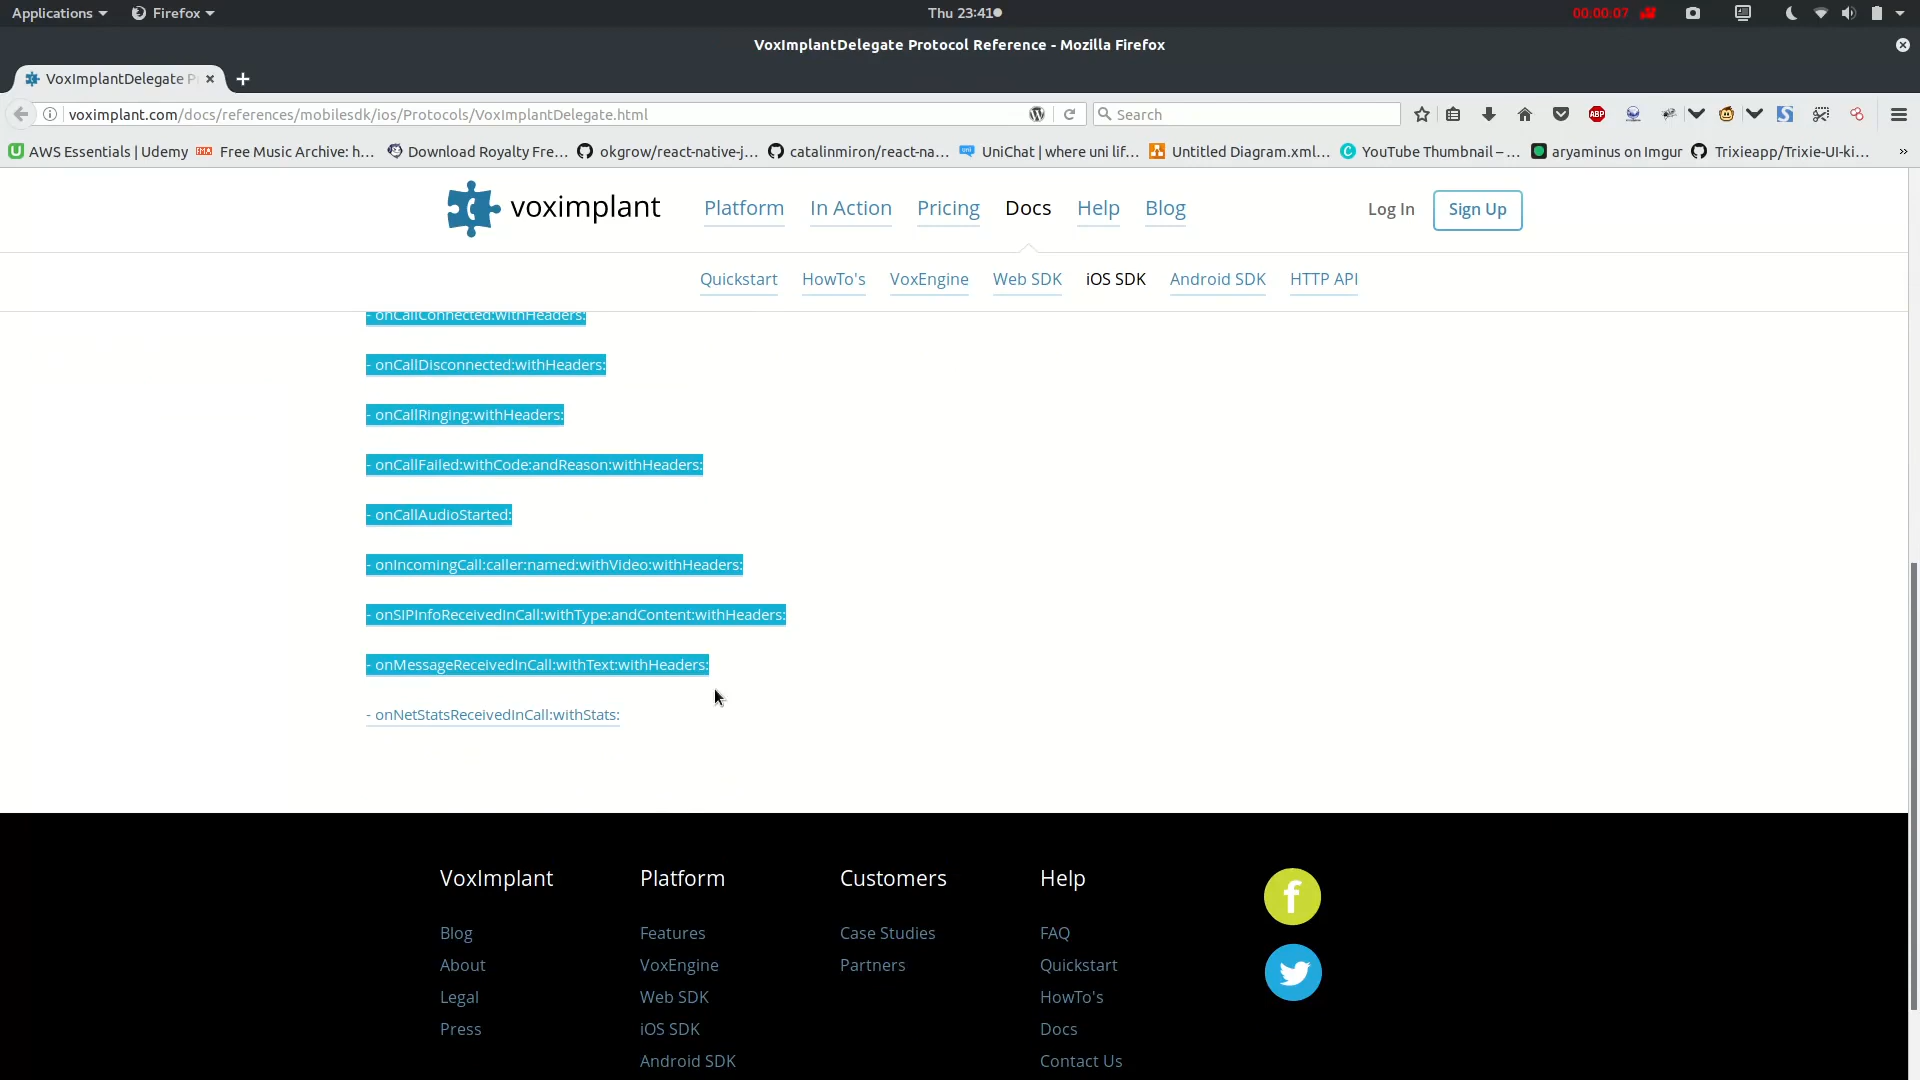 Applications Firefox Thu 23:41 00:00:07
VoxImplantDelegate Protocol Reference - Mozilla Firefox
VoxImplantDelegate P
voximplant.com/docs/references/mobilesdk/ios/Protocols/VoxImplantDelegate.html Search ABP
AWS Essentials | Udemy Free Music Archive: h... Download Royalty Fre... okgrow/react-native-j... catalinmiron/react-na... UniChat | where uni lif... Untitled Diagram.xml... YouTube Thumbnail – ... aryaminus on Imgur Trixieapp/Trixie-UI-ki... »
voximplant Platform In Action Pricing Docs Help Blog Log In Sign Up
Quickstart HowTo's VoxEngine Web SDK iOS SDK Android SDK HTTP API
- onCallConnected:withHeaders:
- onCallDisconnected:withHeaders:
- onCallRinging:withHeaders:
- onCallFailed:withCode:andReason:withHeaders:
- onCallAudioStarted:
- onIncomingCall:caller:named:withVideo:withHeaders:
- onSIPInfoReceivedInCall:withType:andContent:withHeaders:
- onMessageReceivedInCall:withText:withHeaders:
- onNetStatsReceivedInCall:withStats:
VoxImplant Platform Customers Help
Blog Features Case Studies FAQ
About VoxEngine Partners Quickstart
Legal Web SDK HowTo's
Press iOS SDK Docs
Android SDK Contact Us